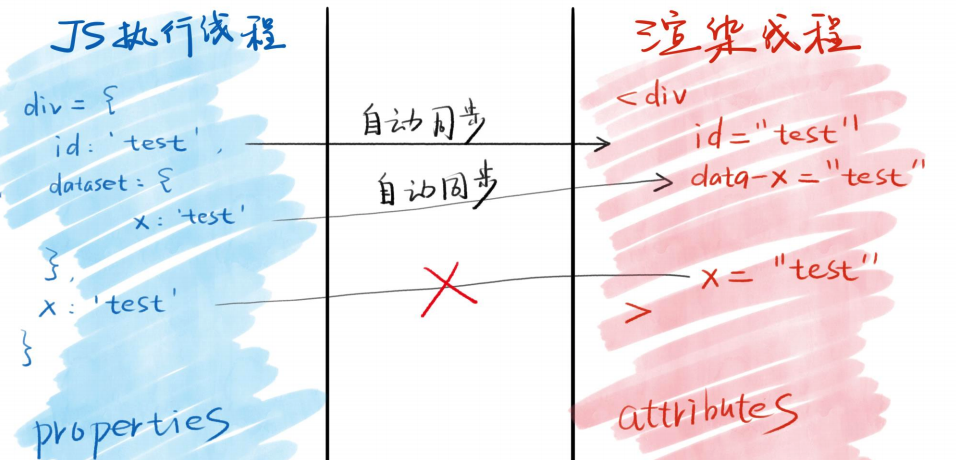 JS执行线程
div = {
id: 'test',
dataset: {
x: 'test'
},
x: 'test'
}
properties
自动同步
自动同步
渲染线程
<div
id="test"
data-x="test"
x="test"
>
attributes